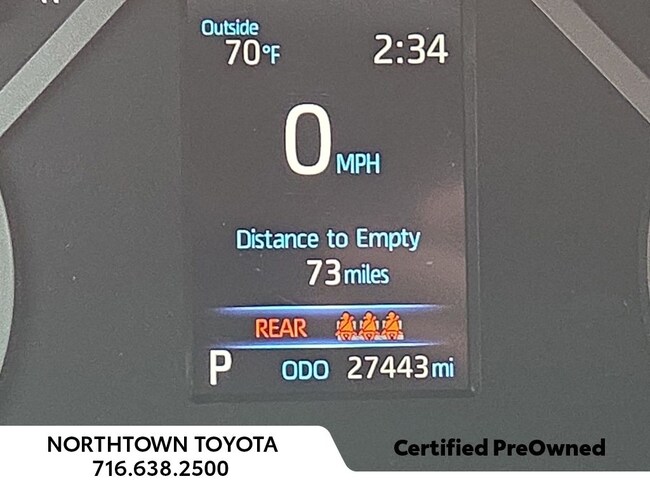 Outside
70°F 2:34
0 MPH
Distance to Empty
73 miles
REAR
P ODO 27443 mi
NORTHTOWN TOYOTA
716.638.2500
Certified PreOwned